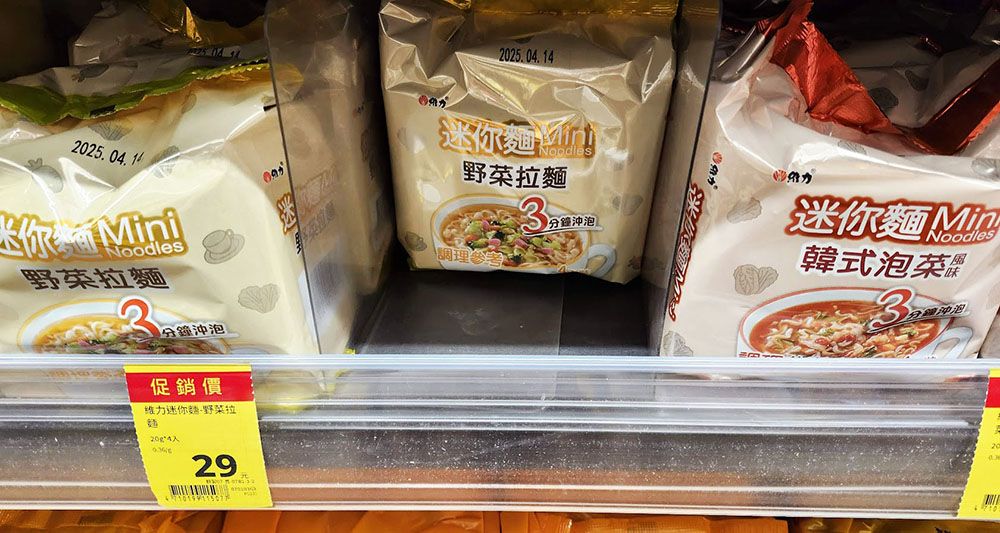 2025. 04. 14
迷你麵 Mini
Noodles
野菜拉麵
3分鐘沖泡
2025. 04. 14
維力
迷你麵 Mini
Noodles
野菜拉麵
3分鐘沖泡
調理參考
維力
維力
迷你麵 Mini
Noodles
韓式泡菜風味
3分鐘沖泡
促銷價
維力迷你麵-野菜拉
麵
20g*4入
0.36/g
29元